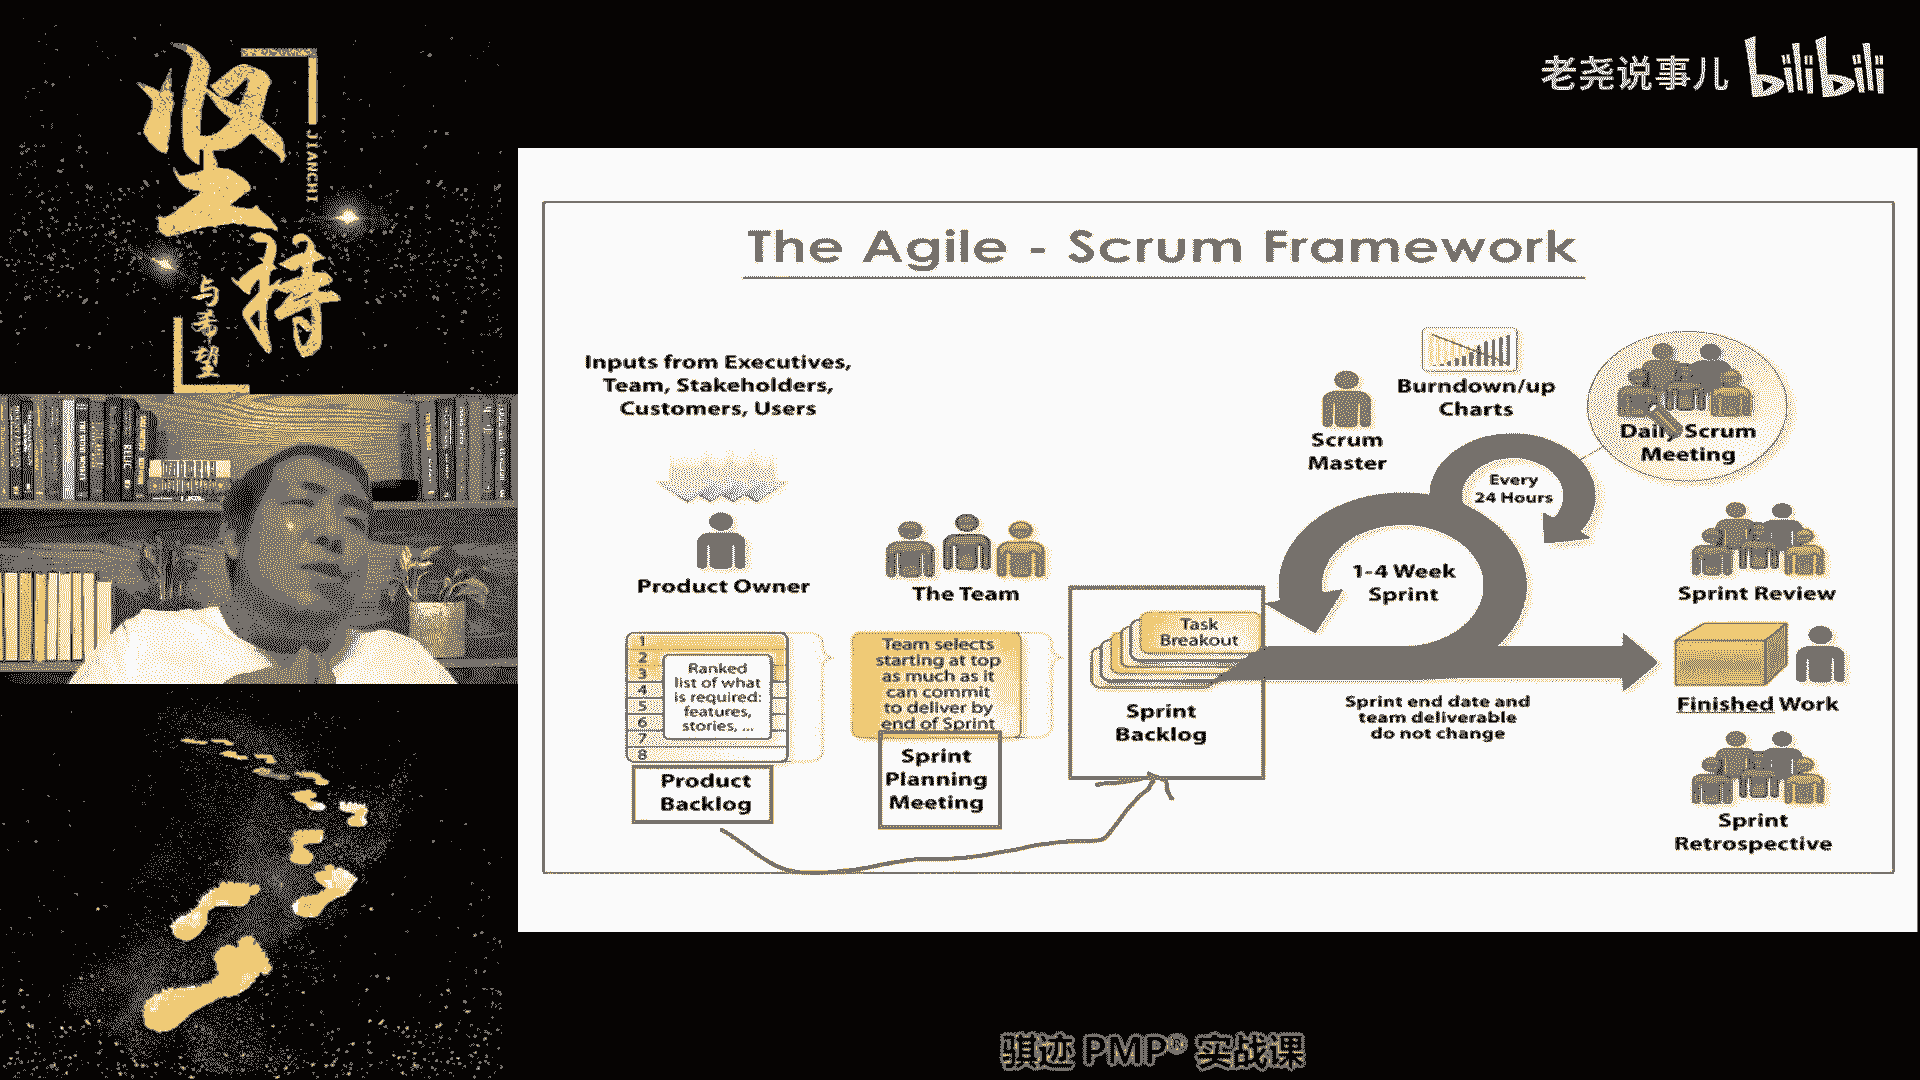 坚持
JIANCHI
与希望
老尧说事儿 bilibili
The Agile - Scrum Framework
Inputs from Executives,
Team, Stakeholders,
Customers, Users
Product Owner
The Team
1
2
3
4
5
6
7
8
Ranked
list of what
is required:
features,
stories, ...
Product
Backlog
Team selects
starting at top
as much as it
can commit
to deliver by
end of Sprint
Sprint
Planning
Meeting
Task
Breakout
Sprint
Backlog
Scrum
Master
Burndown/up
Charts
Every
24 Hours
1-4 Week
Sprint
Sprint end date and
team deliverable
do not change
Daily Scrum
Meeting
Sprint Review
Finished Work
Sprint
Retrospective
骐迹 PMP® 实战课